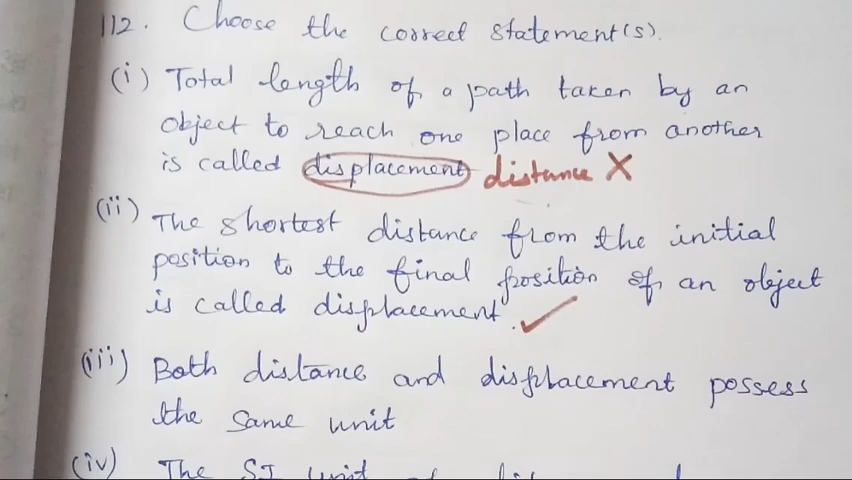 112. Choose the correct statement(s).
(i) Total length of a path taken by an
object to reach one place from another
is called displacement distance X
(ii) The shortest distance from the initial
position to the final position of an object
is called displacement.
(iii) Both distance and displacement possess
the same unit
(iv) The SI unit of